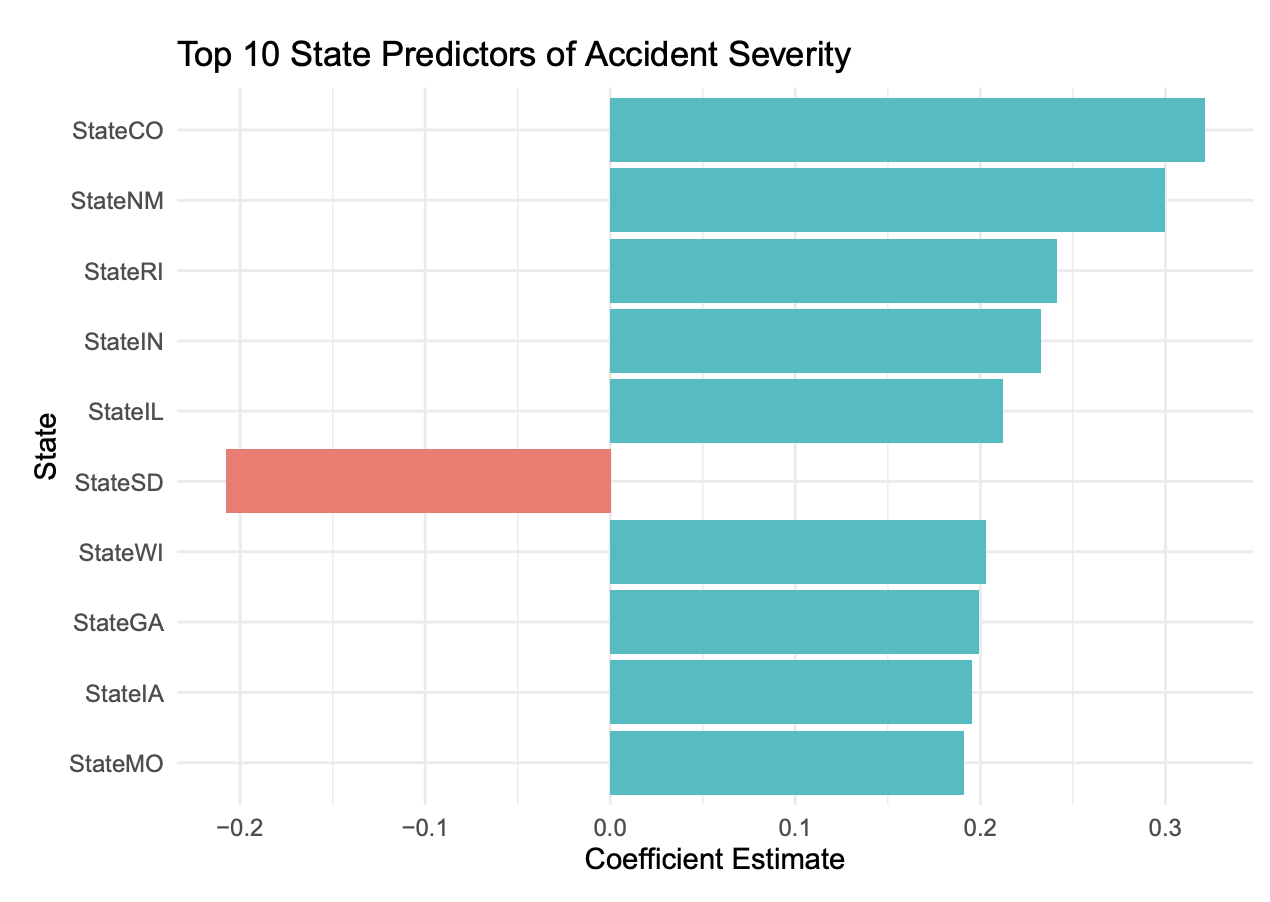 Top 10 State Predictors of Accident Severity
StateCO
StateNM
StateRI
StateIN
StateIL
StateSD
StateWI
StateGA
StateIA
StateMO
State
−0.2 −0.1 0.0 0.1 0.2 0.3
Coefficient Estimate